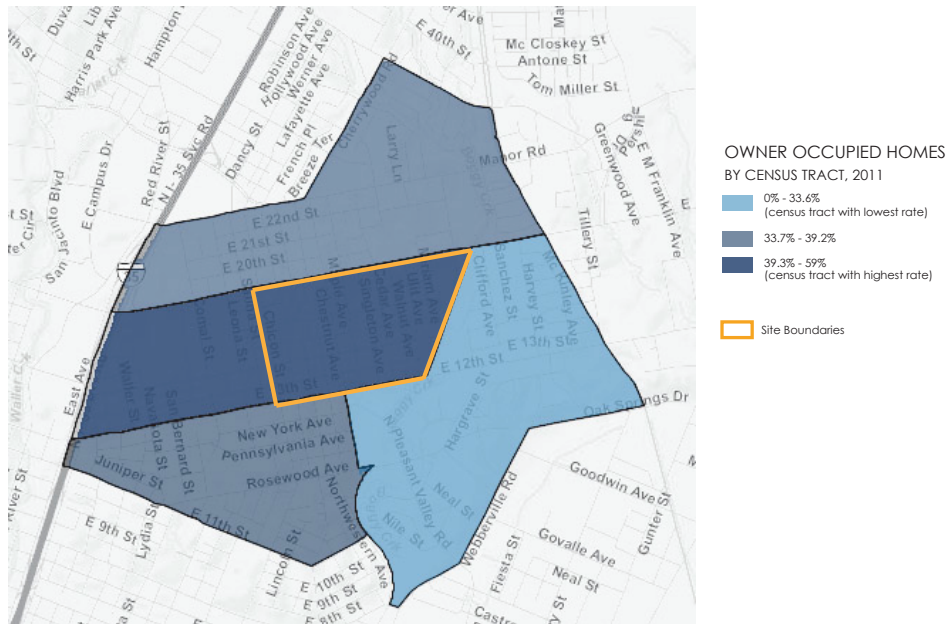 OWNER OCCUPIED HOMES
BY CENSUS TRACT, 2011
0% - 33.6%
(census tract with lowest rate)
33.7% - 39.2%
39.3% - 59%
(census tract with highest rate)
Site Boundaries
Harris Park Ave
Hampton
Robinson Ave
Hollywood Ave
Werner Ave
Lafayette Ave
French Pl
Breeze Ter
Cherrywood Rd
E 40th St
Mc Closkey St
Antone St
Tom Miller St
Dancy St
Red River St
N I- 35 Svc Rd
E Campus Dr
San Jacinto Blvd
Larry Ln
Manor Rd
Greenwood Ave
E M Franklin Ave
Tillery St
E 22nd St
E 21st St
E 20th St
35
Leona St
Chestnut Ave
Singleton Ave
Clifford Ave
Sanchez St
Harvey St
Mc Kinley Ave
E 13th St
E 12th St
East Ave
Waller Crk
Waller St
Navasota St
San Bernard St
New York Ave
Pennsylvania Ave
Rosewood Ave
Juniper St
E 11th St
E 9th St
Lydia St
Lincoln St
Northwestern Ave
N Pleasant Valley Rd
Hargrave St
Neal St
Nile St
Webberville Rd
Oak Springs Dr
Goodwin Ave
Gunter St
Govalle Ave
Neal St
Fiesta St
E 10th St
E 9th St
E 8th St